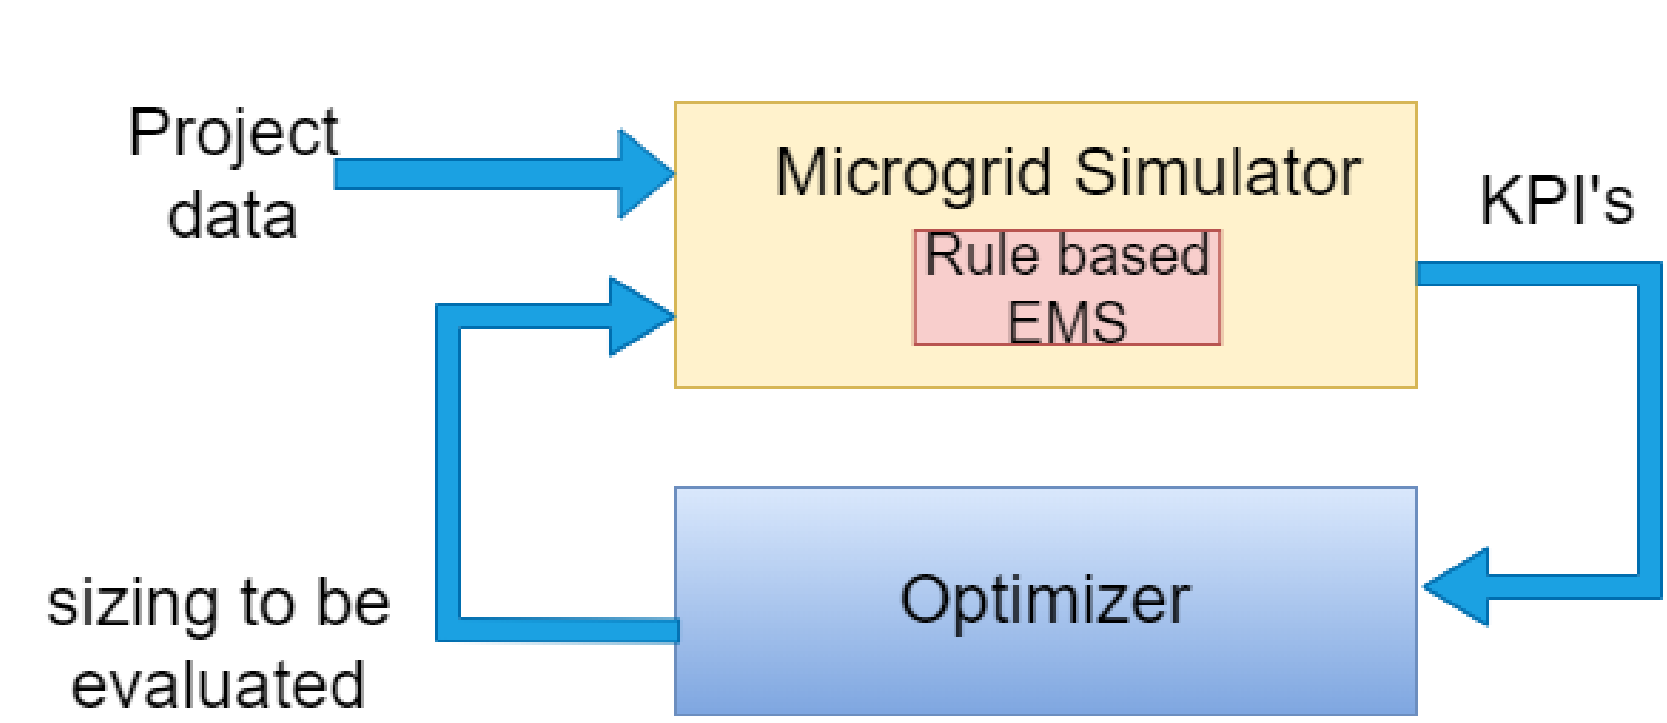 Project
data
Microgrid Simulator
Rule based
EMS
KPI's
sizing to be
evaluated
Optimizer